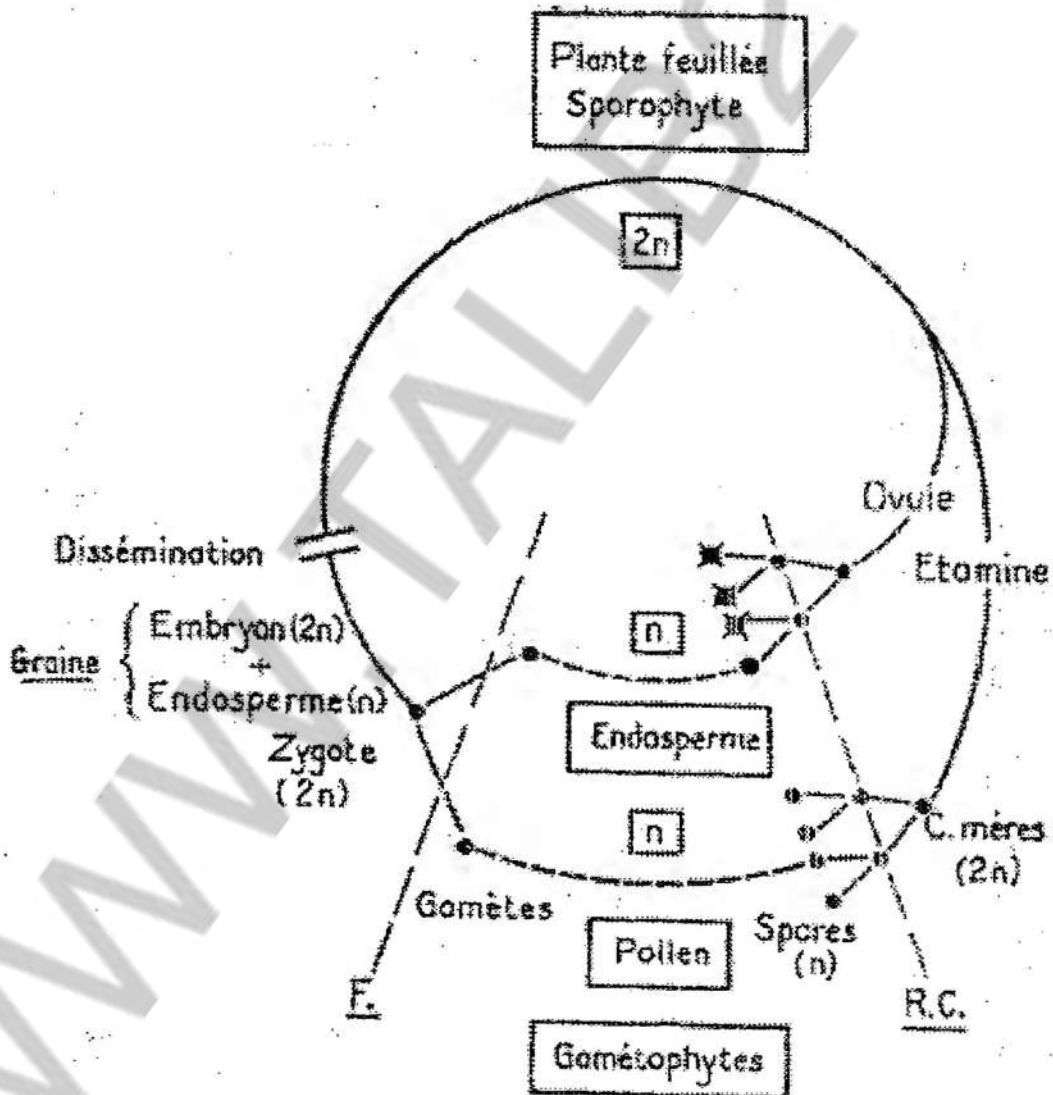 Plante feuillée
Sporophyte
2n
Ovule
Etamine
Dissémination
Graine { Embryon (2n)
+
Endosperme (n)
Zygote
(2n)
n
Endosperme
n
C. mères
(2n)
Gamètes
Spores
(n)
Pollen
F.
R.C.
Gamétophytes